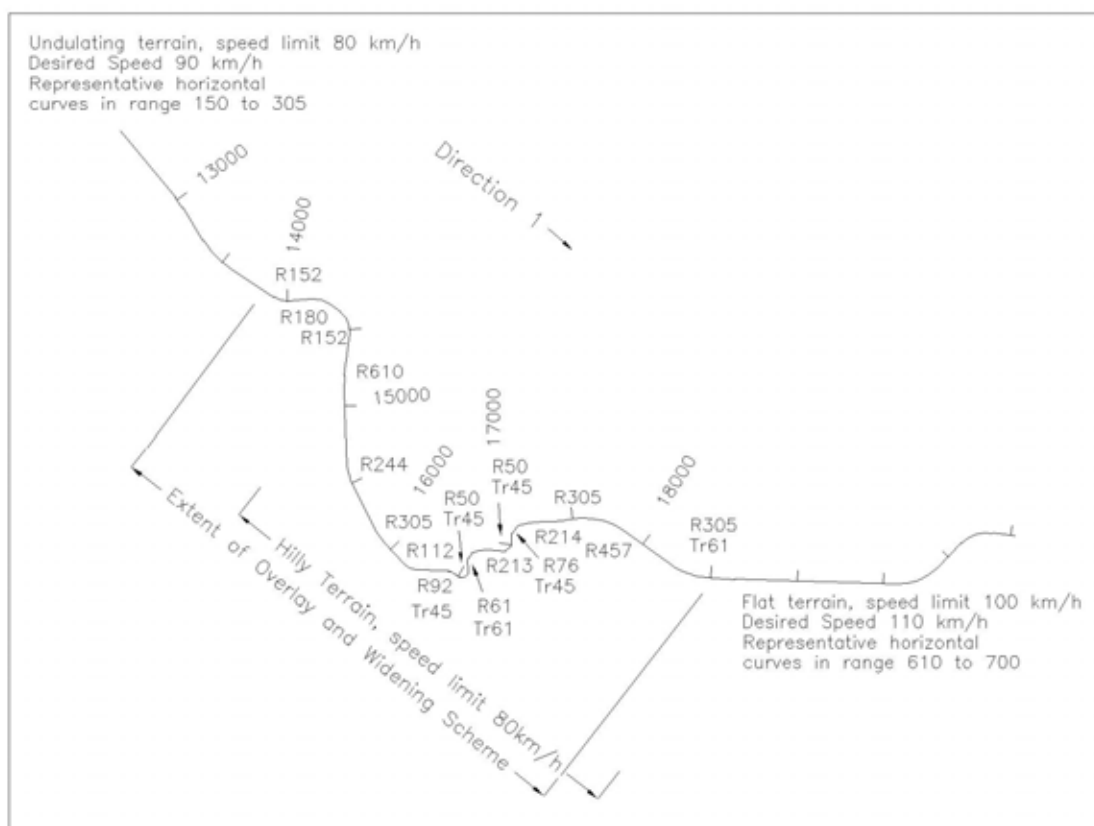 Undulating terrain, speed limit 80 km/h
Desired Speed 90 km/h
Representative horizontal
curves in range 150 to 305
13000
Direction 1
14000
R152
R180
R152
R610
15000
R244
16000
17000
R50
Tr45
R50
Tr45
R305
R112
R92
Tr45
R61
Tr61
R213
R76
Tr45
R214
R305
R457
18000
R305
Tr61
Extent of Overlay and Widening Scheme
Hilly Terrain, speed limit 80km/h
Flat terrain, speed limit 100 km/h
Desired Speed 110 km/h
Representative horizontal
curves in range 610 to 700